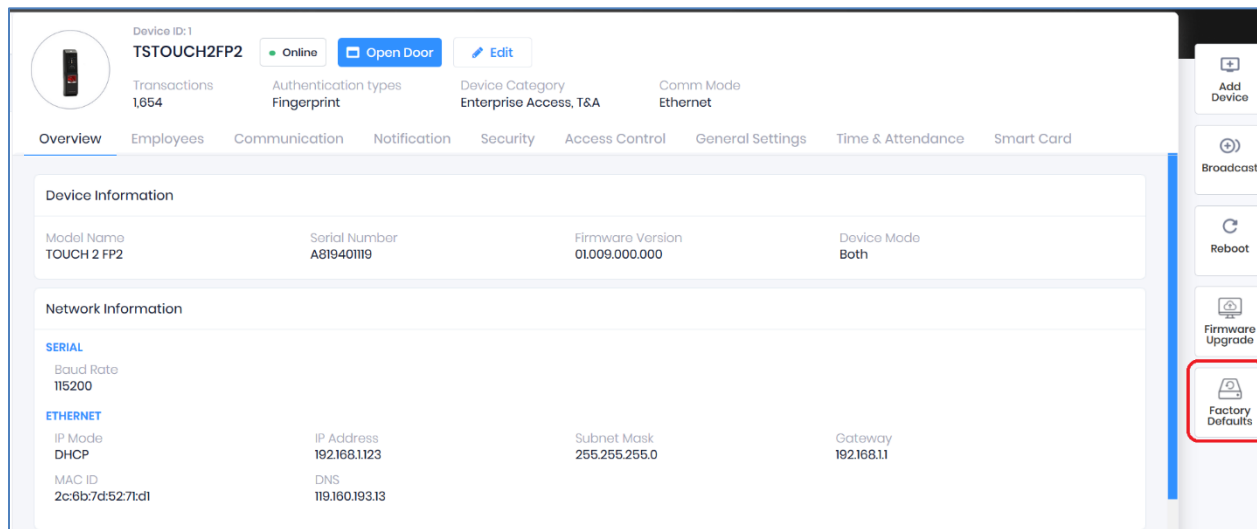 Device ID: 1
TSTOUCH2FP2 Online Open Door Edit
Transactions Authentication types Device Category Comm Mode
1,654 Fingerprint Enterprise Access, T&A Ethernet
Overview Employees Communication Notification Security Access Control General Settings Time & Attendance Smart Card
Device Information
Model Name Serial Number Firmware Version Device Mode
TOUCH 2 FP2 A819401119 01.009.000.000 Both
Network Information
SERIAL
Baud Rate
115200
ETHERNET
IP Mode IP Address Subnet Mask Gateway
DHCP 192.168.1.123 255.255.255.0 192.168.1.1
MAC ID DNS
2c:6b:7d:52:71:d1 119.160.193.13
Add
Device
Broadcast
Reboot
Firmware
Upgrade
Factory
Defaults